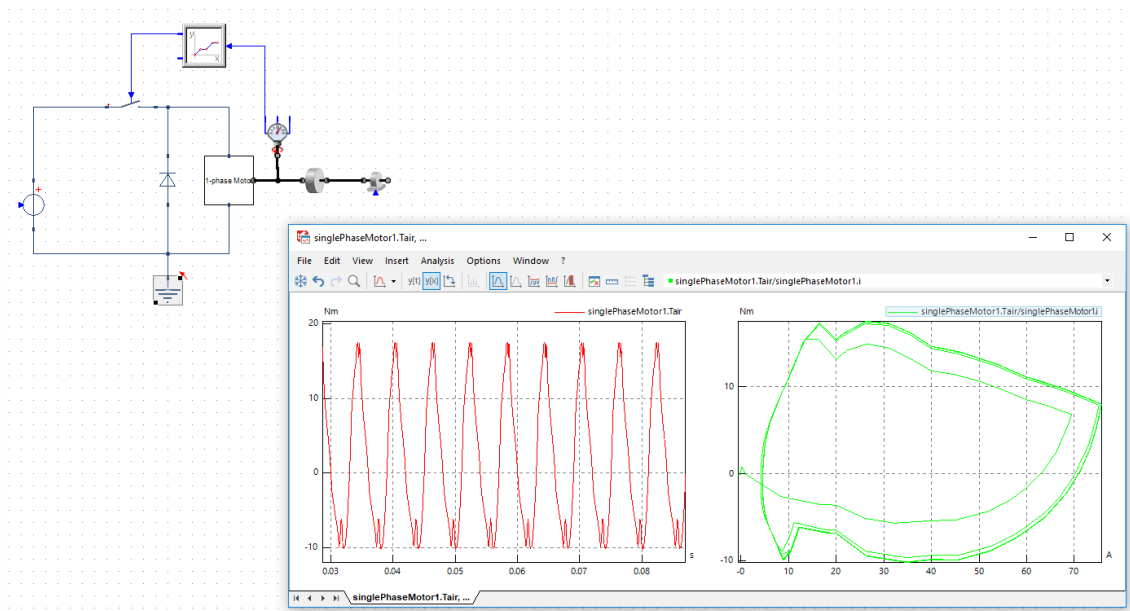 y
x
1-phase Moto
singlePhaseMotor1.Tair, ...
File Edit View Insert Analysis Options Window ?
y(t) y(x) singlePhaseMotor1.Tair/singlePhaseMotor1.i
Nm singlePhaseMotor1.Tair
20
10
0
-10
0.03 0.04 0.05 0.06 0.07 0.08 s
Nm singlePhaseMotor1.Tair/singlePhaseMotor1.i
10
0
-10
-0 10 20 30 40 50 60 70 A
singlePhaseMotor1.Tair, ...